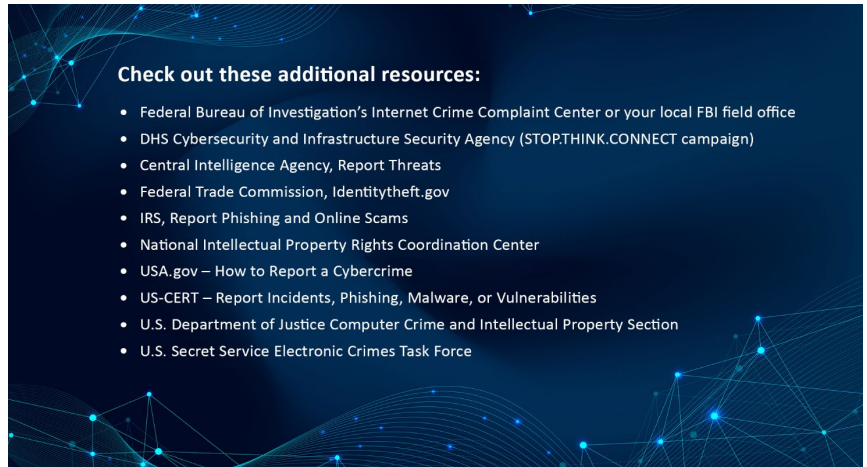 Check out these additional resources:
• Federal Bureau of Investigation's Internet Crime Complaint Center or your local FBI field office
• DHS Cybersecurity and Infrastructure Security Agency (STOP.THINK.CONNECT campaign)
• Central Intelligence Agency, Report Threats
• Federal Trade Commission, Identitytheft.gov
• IRS, Report Phishing and Online Scams
• National Intellectual Property Rights Coordination Center
• USA.gov – How to Report a Cybercrime
• US-CERT – Report Incidents, Phishing, Malware, or Vulnerabilities
• U.S. Department of Justice Computer Crime and Intellectual Property Section
• U.S. Secret Service Electronic Crimes Task Force